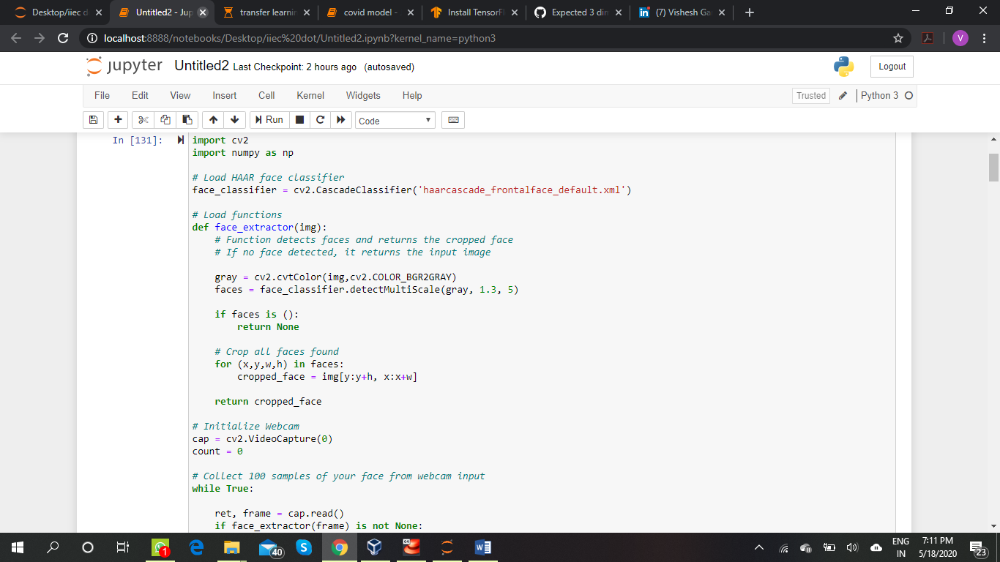 Desktop/iiec d
Untitled2 - Jup
transfer learnin
covid model -
Install TensorFl
Expected 3 dim
(7) Vishesh Ga
localhost:8888/notebooks/Desktop/iiec%20dot/Untitled2.ipynb?kernel_name=python3
V
jupyter Untitled2 Last Checkpoint: 2 hours ago (autosaved)
Logout
File Edit View Insert Cell Kernel Widgets Help
Trusted Python 3
Run Code
In [131]:
import cv2
import numpy as np

# Load HAAR face classifier
face_classifier = cv2.CascadeClassifier('haarcascade_frontalface_default.xml')

# Load functions
def face_extractor(img):
    # Function detects faces and returns the cropped face
    # If no face detected, it returns the input image

    gray = cv2.cvtColor(img,cv2.COLOR_BGR2GRAY)
    faces = face_classifier.detectMultiScale(gray, 1.3, 5)

    if faces is ():
        return None

    # Crop all faces found
    for (x,y,w,h) in faces:
        cropped_face = img[y:y+h, x:x+w]

    return cropped_face

# Initialize Webcam
cap = cv2.VideoCapture(0)
count = 0

# Collect 100 samples of your face from webcam input
while True:

    ret, frame = cap.read()
    if face_extractor(frame) is not None:
1
40
64
ENG
IN
7:11 PM
5/18/2020
23